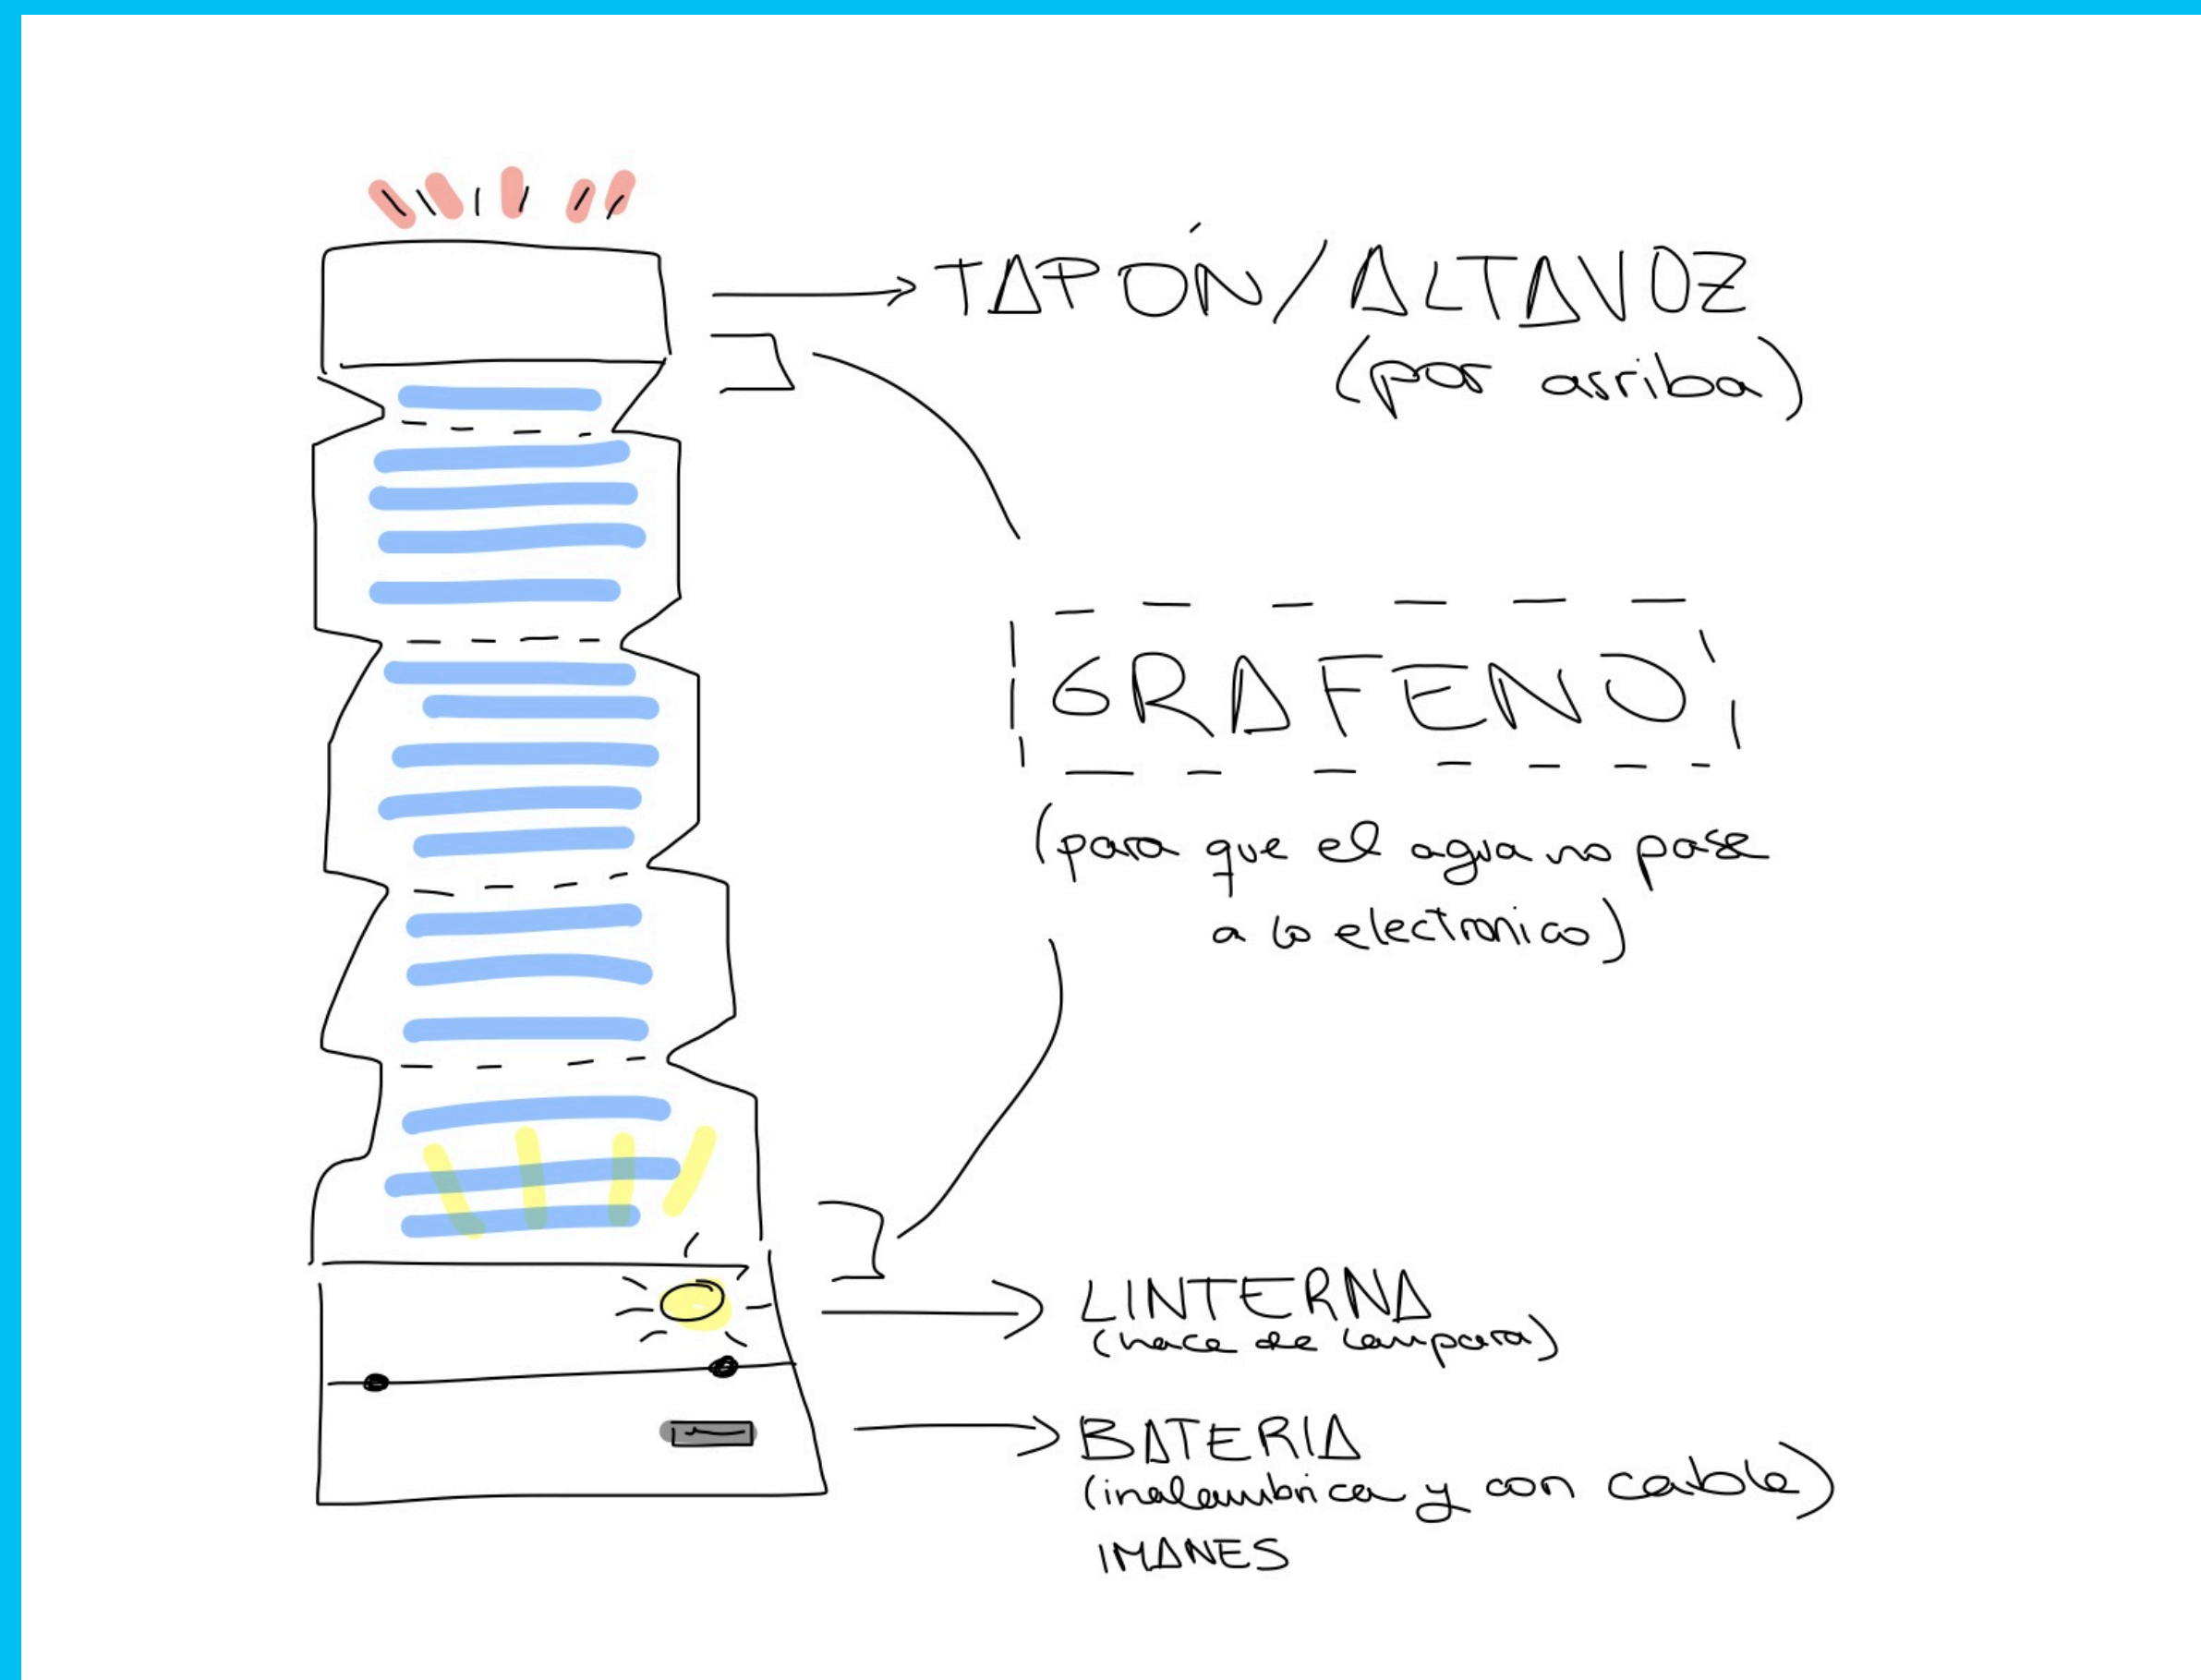 TAPÓN/ALTAVOZ
(por arriba)
GRAFENO
(para que el agua no pase
a lo electronico)
LINTERNA
(hace de lampara)
BATERIA
(inalambrica y con cable)
IMANES